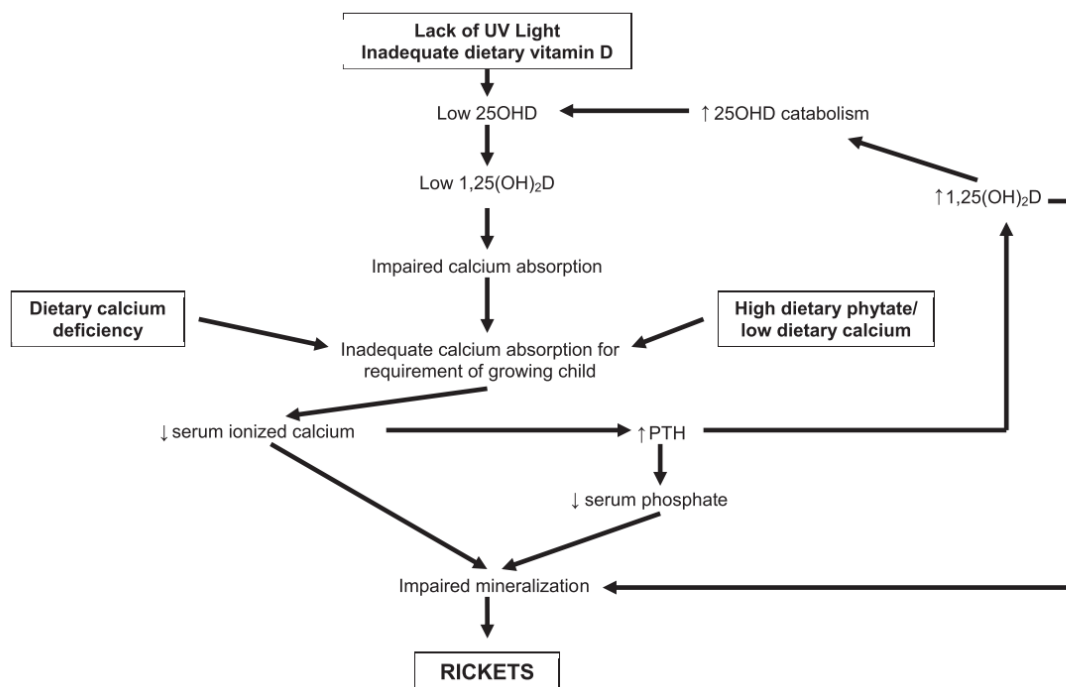 Lack of UV Light
Inadequate dietary vitamin D
Low 25OHD
↑ 25OHD catabolism
Low 1,25(OH)₂D
↑1,25(OH)₂D
Impaired calcium absorption
Dietary calcium
deficiency
High dietary phytate/
low dietary calcium
Inadequate calcium absorption for
requirement of growing child
↓ serum ionized calcium
↑ PTH
↓ serum phosphate
Impaired mineralization
RICKETS